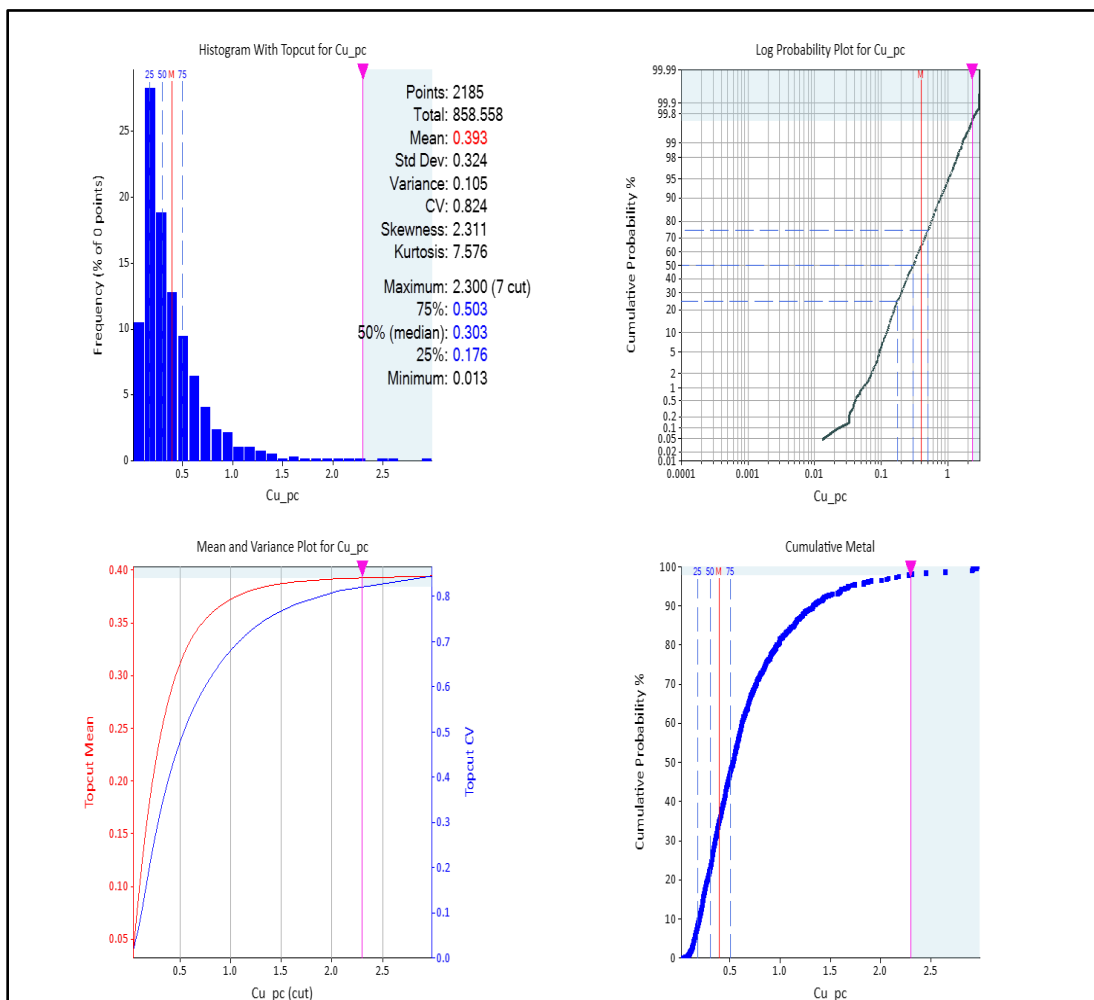 Histogram With Topcut for Cu_pc
25 50 M 75
Points: 2185
Total: 858.558
Mean: 0.393
Std Dev: 0.324
Variance: 0.105
CV: 0.824
Skewness: 2.311
Kurtosis: 7.576
Maximum: 2.300 (7 cut)
75%: 0.503
50% (median): 0.303
25%: 0.176
Minimum: 0.013
Frequency (% of 0 points)
25
20
15
10
5
0
0.5 1.0 1.5 2.0 2.5
Cu_pc
Log Probability Plot for Cu_pc
M
Cumulative Probability %
99.99
99.9
99.8
99
98
95
90
80
70
60
50
40
30
20
10
5
2
1
0.5
0.2
0.1
0.05
0.02
0.01
0.0001 0.001 0.01 0.1 1
Cu_pc
Mean and Variance Plot for Cu_pc
Topcut Mean
0.40
0.35
0.30
0.25
0.20
0.15
0.10
0.05
0.5 1.0 1.5 2.0 2.5
Cu_pc (cut)
0.8
0.7
0.6
0.5
0.4
0.3
0.2
0.1
0.0
Topcut CV
Cumulative Metal
25 50 M 75
Cumulative Probability %
100
90
80
70
60
50
40
30
20
10
0
0.5 1.0 1.5 2.0 2.5
Cu_pc